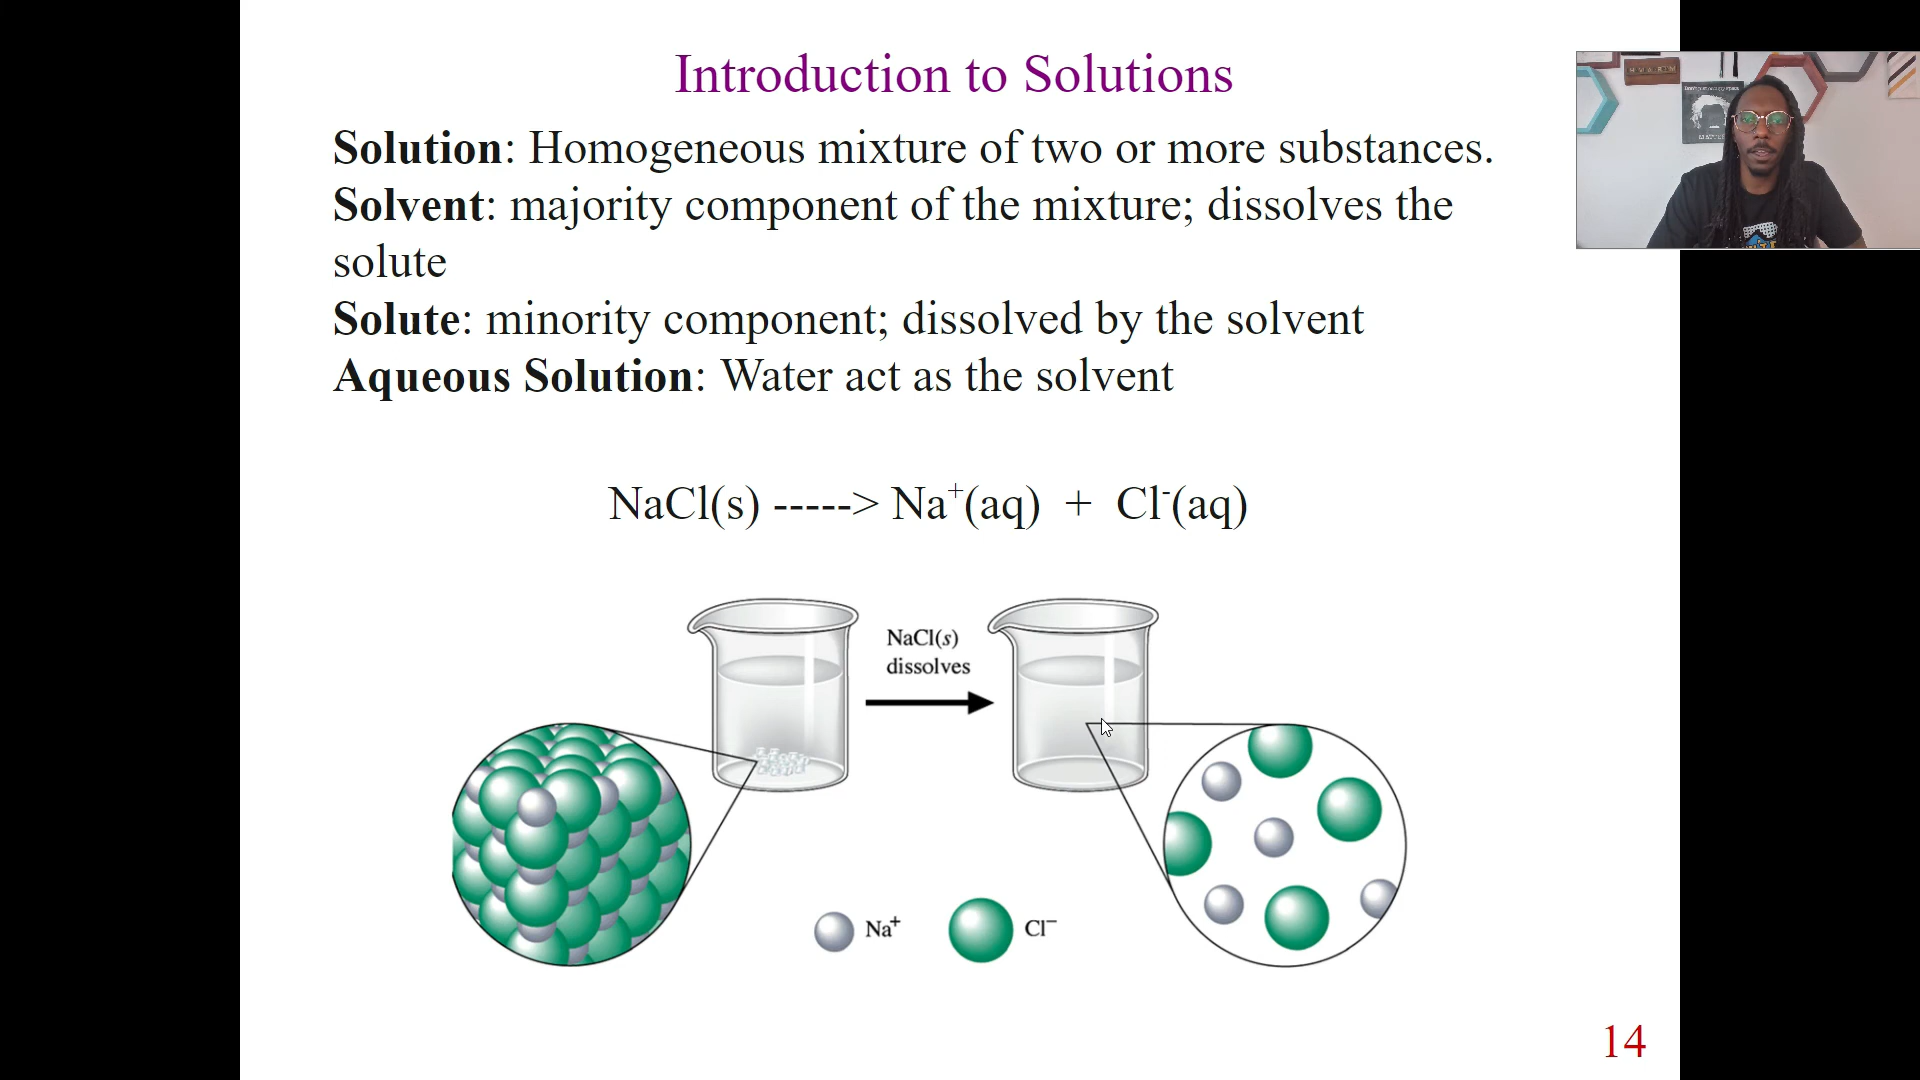 Introduction to Solutions
Solution: Homogeneous mixture of two or more substances.
Solvent: majority component of the mixture; dissolves the
solute
Solute: minority component; dissolved by the solvent
Aqueous Solution: Water act as the solvent
NaCl(s) -----> Na⁺(aq) + Cl⁻(aq)
NaCl(s)
dissolves
Na⁺
Cl⁻
14